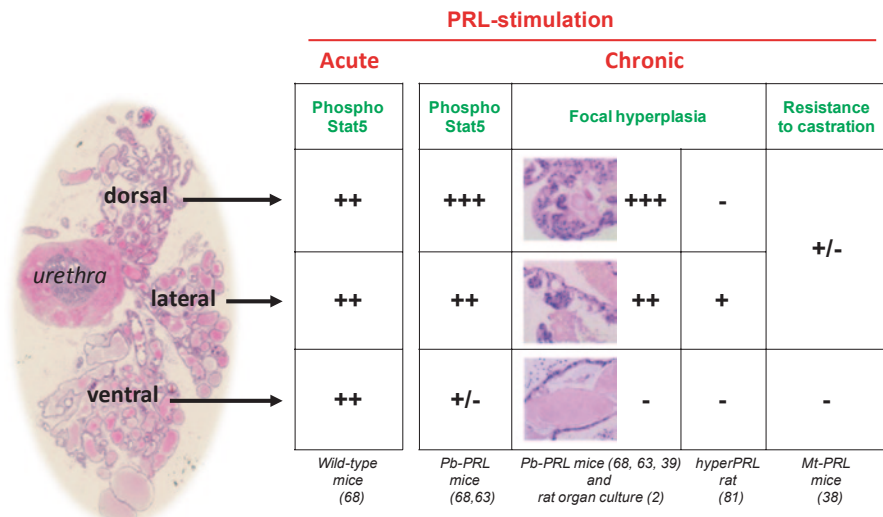 PRL-stimulation
Acute
Chronic
Phospho
Stat5
Phospho
Stat5
Focal hyperplasia
Resistance
to castration
dorsal
++
+++
+++
-
+/-
urethra
lateral
++
++
++
+
ventral
++
+/-
-
-
-
Wild-type
mice
(68)
Pb-PRL
mice
(68,63)
Pb-PRL mice (68, 63, 39)
and
rat organ culture (2)
hyperPRL
rat
(81)
Mt-PRL
mice
(38)